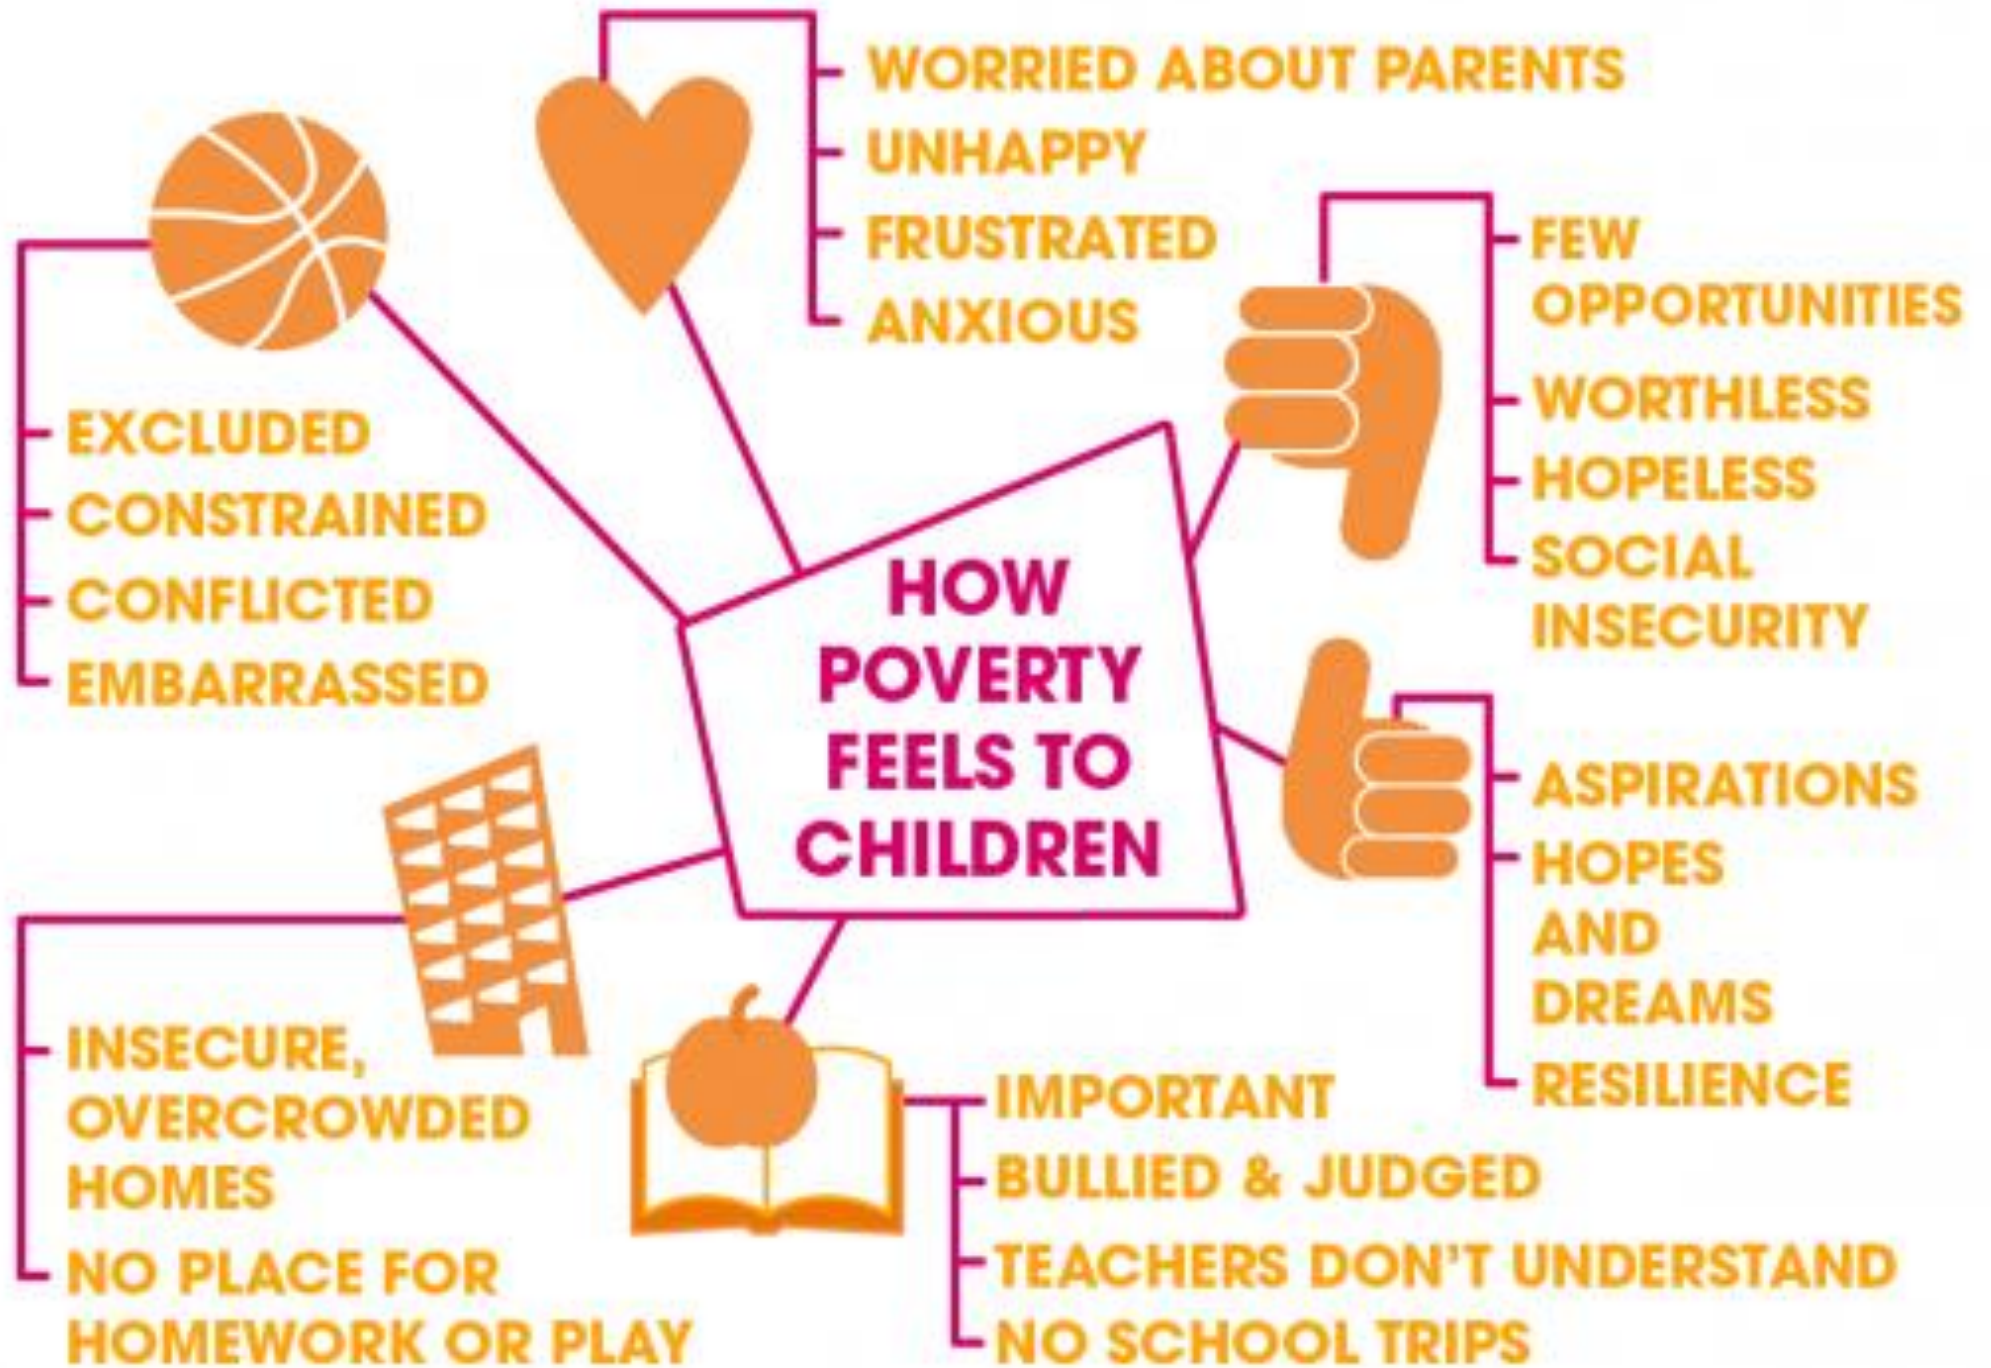 WORRIED ABOUT PARENTS
UNHAPPY
FRUSTRATED
ANXIOUS
FEW
OPPORTUNITIES
WORTHLESS
HOPELESS
SOCIAL
INSECURITY
EXCLUDED
CONSTRAINED
CONFLICTED
EMBARRASSED
HOW
POVERTY
FEELS TO
CHILDREN
ASPIRATIONS
HOPES
AND
DREAMS
RESILIENCE
INSECURE,
OVERCROWDED
HOMES
NO PLACE FOR
HOMEWORK OR PLAY
IMPORTANT
BULLIED & JUDGED
TEACHERS DON'T UNDERSTAND
NO SCHOOL TRIPS